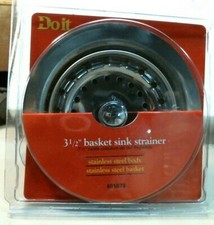 Do it
3 1/2" basket sink strainer
stainless steel body
stainless steel basket